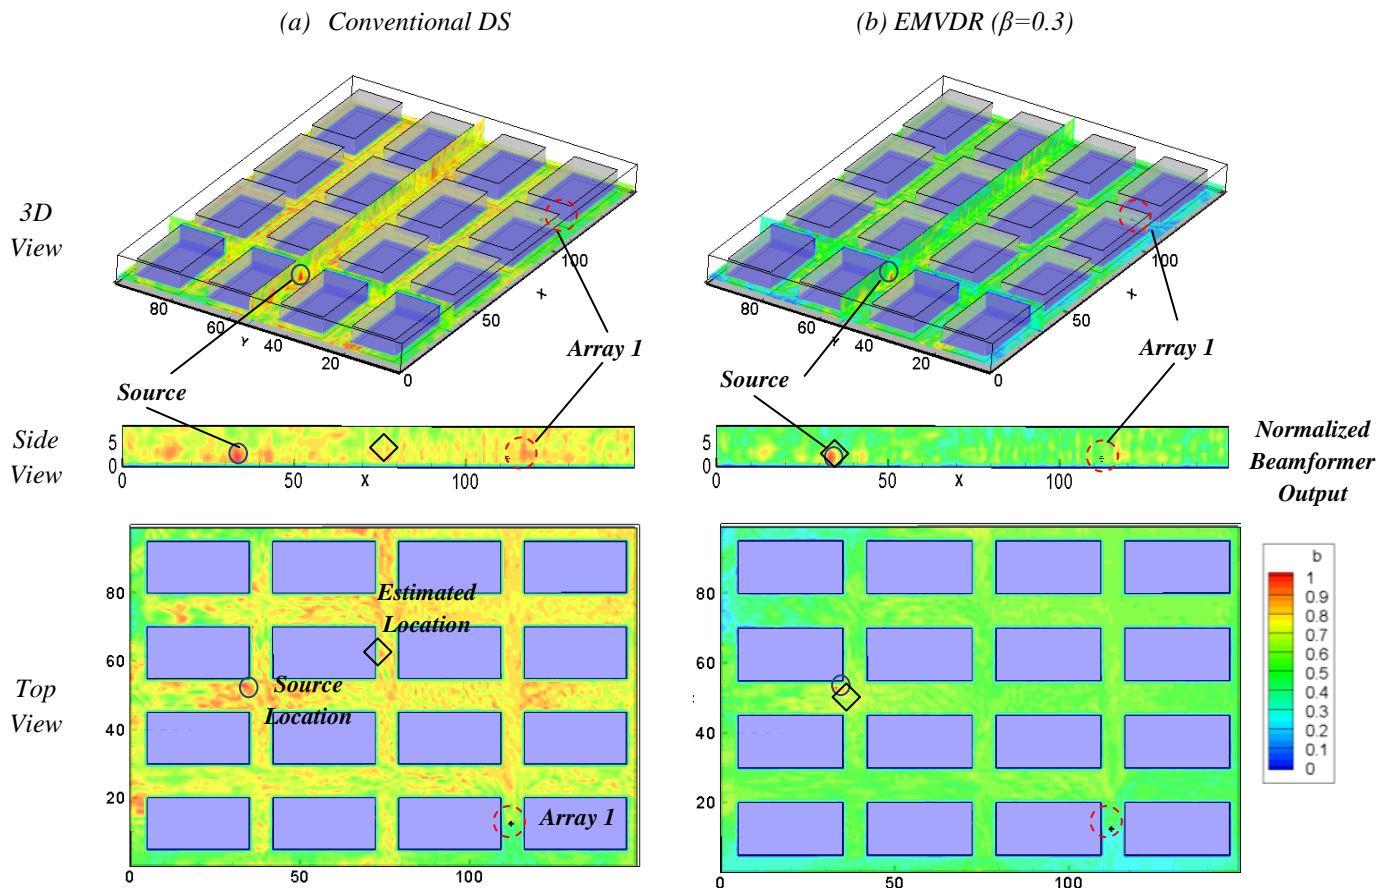 (a) Conventional DS
(b) EMVDR (β=0.3)
3D
View
80
60
Y
40
20
0
50
X
100
80
60
Y
40
20
0
50
X
100
Array 1
Array 1
Source
Source
Side
View
5
0
0
50
X
100
5
0
0
50
X
100
Normalized
Beamformer
Output
Top
View
80
60
40
20
0
50
100
Estimated
Location
Source
Location
Array 1
80
60
40
20
0
0
50
100
b
1
0.9
0.8
0.7
0.6
0.5
0.4
0.3
0.2
0.1
0